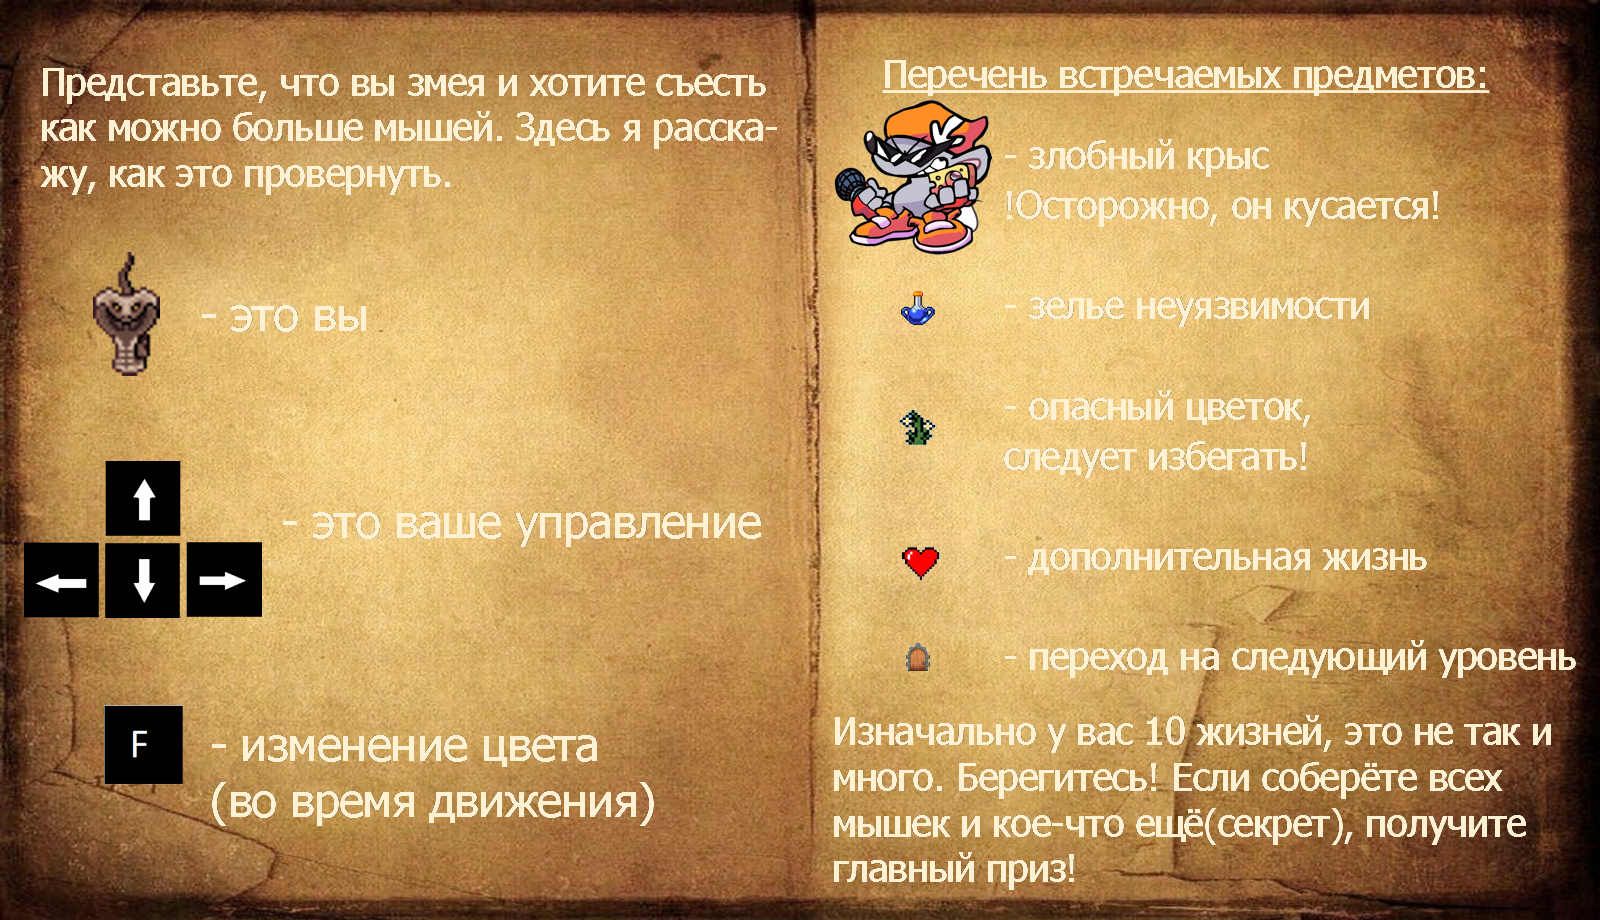 Представьте, что вы змея и хотите съесть
как можно больше мышей. Здесь я расска-
жу, как это провернуть.
- это вы
- это ваше управление
F
- изменение цвета
(во время движения)
Перечень встречаемых предметов:
- злобный крыс
!Осторожно, он кусается!
- зелье неуязвимости
- опасный цветок,
следует избегать!
- дополнительная жизнь
- переход на следующий уровень
Изначально у вас 10 жизней, это не так и
много. Берегитесь! Если соберёте всех
мышек и кое-что ещё(секрет), получите
главный приз!